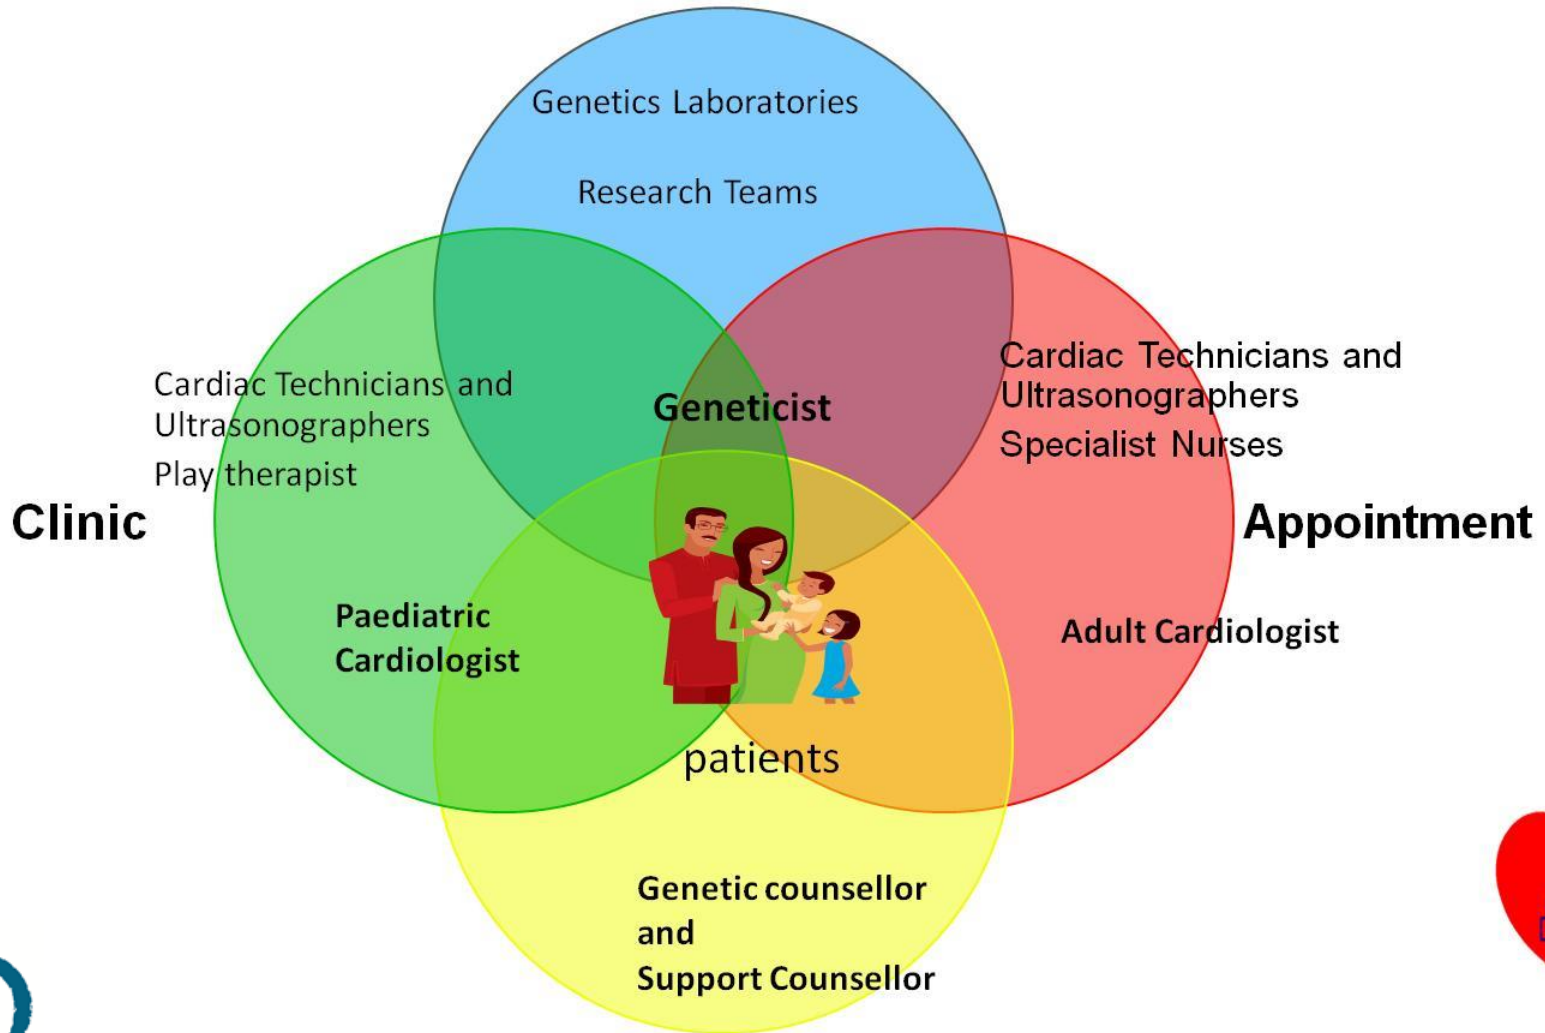 Genetics Laboratories
Research Teams
Cardiac Technicians and
Ultrasonographers
Play therapist
Geneticist
Cardiac Technicians and
Ultrasonographers
Specialist Nurses
Clinic
Appointment
Paediatric
Cardiologist
Adult Cardiologist
patients
Genetic counsellor
and
Support Counsellor